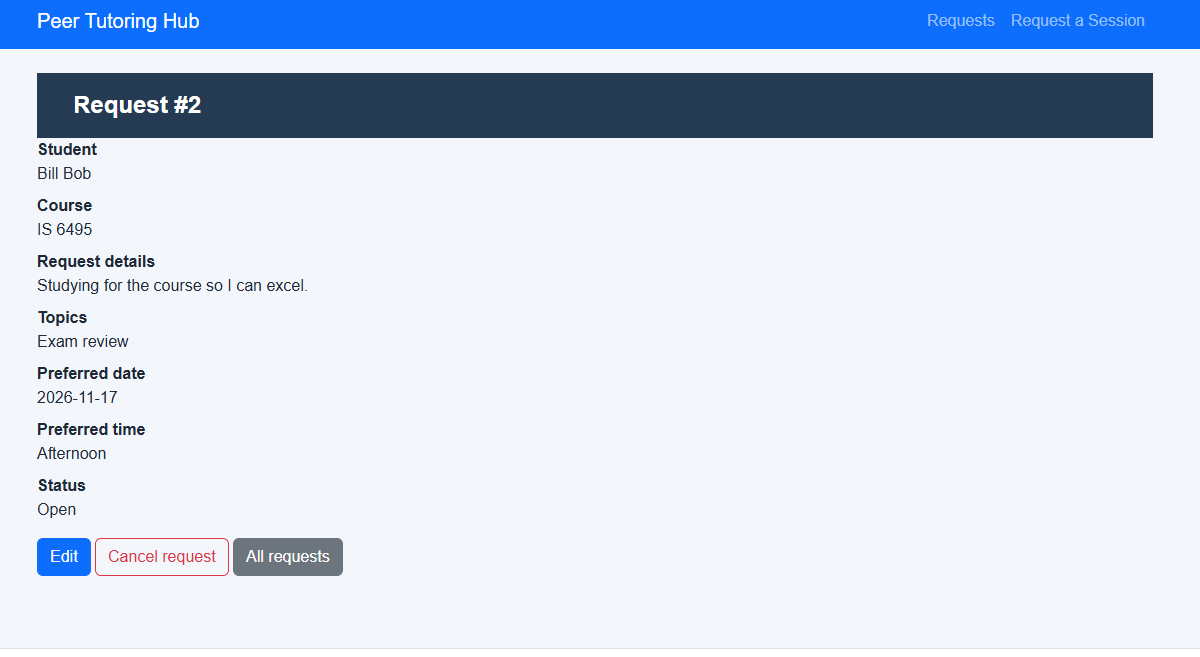 Peer Tutoring Hub
Requests Request a Session
Request #2
Student
Bill Bob
Course
IS 6495
Request details
Studying for the course so I can excel.
Topics
Exam review
Preferred date
2026-11-17
Preferred time
Afternoon
Status
Open
Edit Cancel request All requests